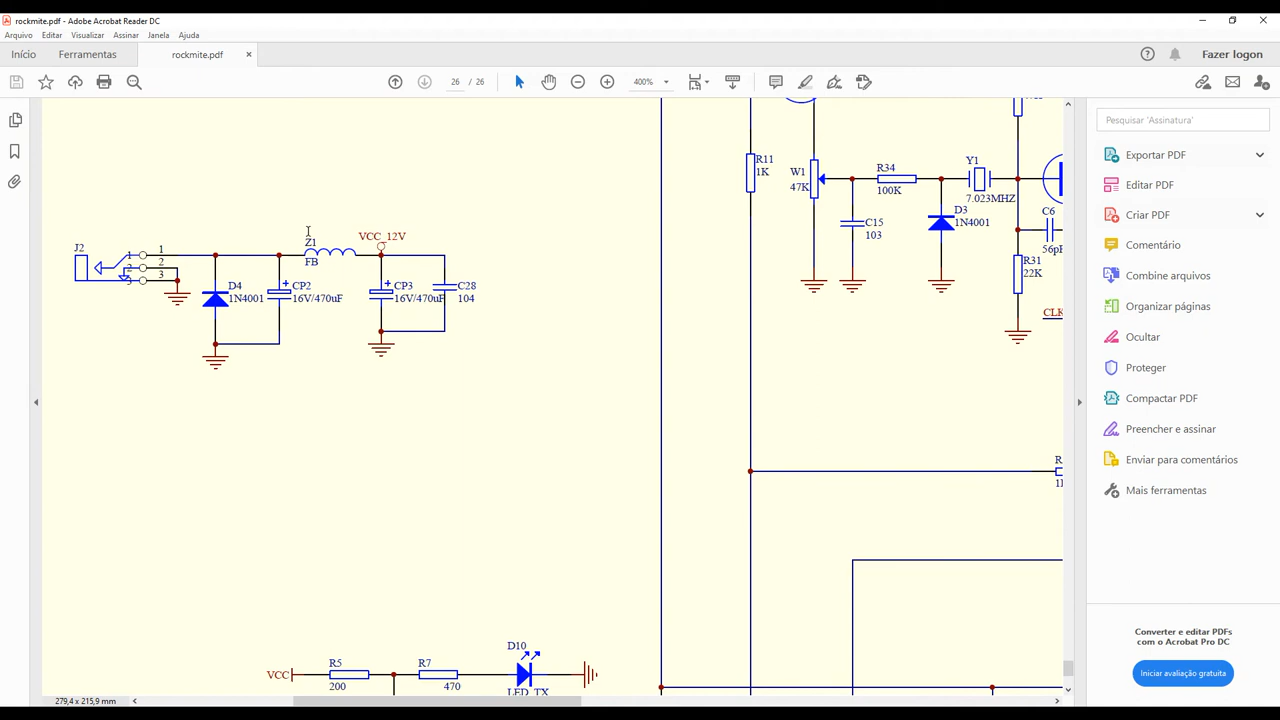 rockmite.pdf - Adobe Acrobat Reader DC
Arquivo Editar Visualizar Assinar Janela Ajuda
Início Ferramentas rockmite.pdf × Fazer logon
26 / 26 400%
Pesquisar 'Assinatura'
Exportar PDF
Editar PDF
Criar PDF
Comentário
Combine arquivos
Organizar páginas
Ocultar
Proteger
Compactar PDF
Preencher e assinar
Enviar para comentários
Mais ferramentas
Converter e editar PDFs
com o Acrobat Pro DC
Iniciar avaliação gratuita
J2
1
2
3
1
2
3
D4
1N4001
CP2
16V/470uF
Z1
FB
VCC_12V
CP3
16V/470uF
C28
104
R11
1K
W1
47K
C15
103
R34
100K
D3
1N4001
Y1
7.023MHZ
C6
56pF
R31
22K
CLK
VCC
R5
200
R7
470
D10
LED_TX
279,4 x 215,9 mm